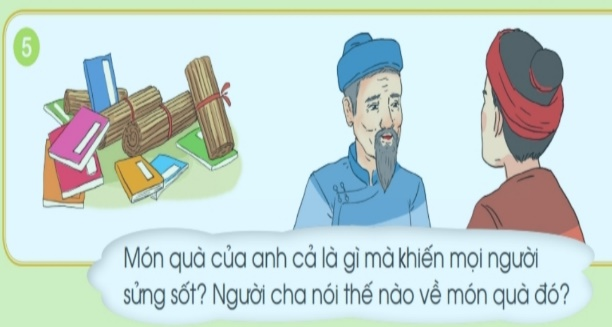 5
Món quà của anh cả là gì mà khiến mọi người
sửng sốt? Người cha nói thế nào về món quà đó?